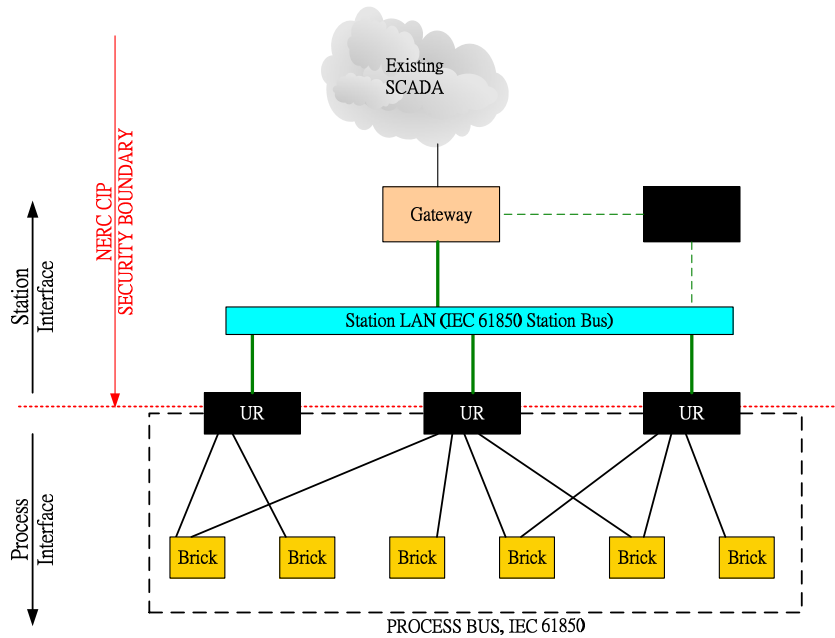 Existing
SCADA
NERC CIP
SECURITY BOUNDARY
Gateway
Station
Interface
Station LAN (IEC 61850 Station Bus)
UR
UR
UR
Process
Interface
Brick
Brick
Brick
Brick
Brick
Brick
PROCESS BUS, IEC 61850